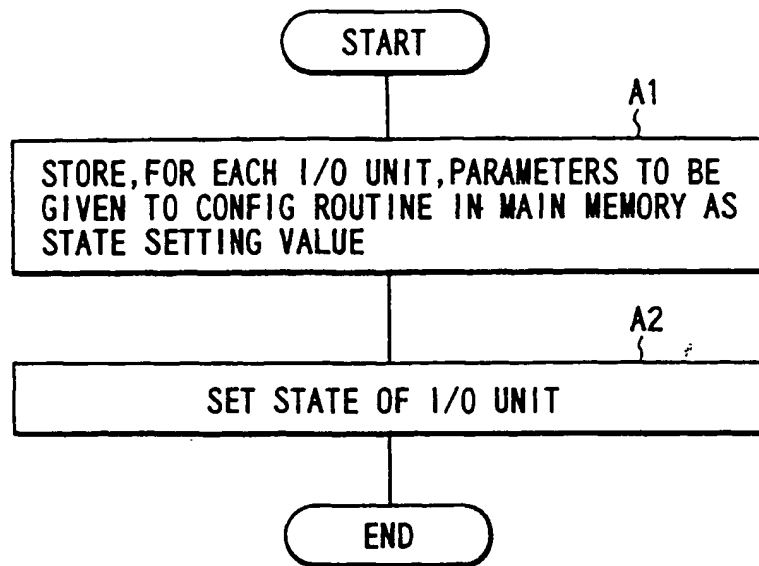 START
A1
STORE, FOR EACH I/O UNIT, PARAMETERS TO BE
GIVEN TO CONFIG ROUTINE IN MAIN MEMORY AS
STATE SETTING VALUE
A2
SET STATE OF I/O UNIT
END